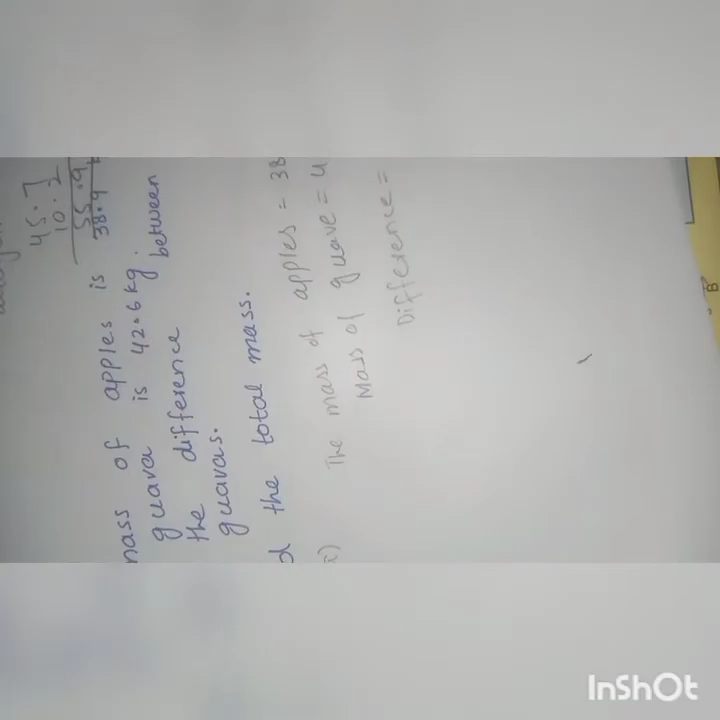 45.7
10.2
55.9
mass of apples is 38.9
guava is 42.6 kg.
the difference between
guavas.
d the total mass.
i) The mass of apples = 38
Mass of guave = 4
Difference =
B
InShOt